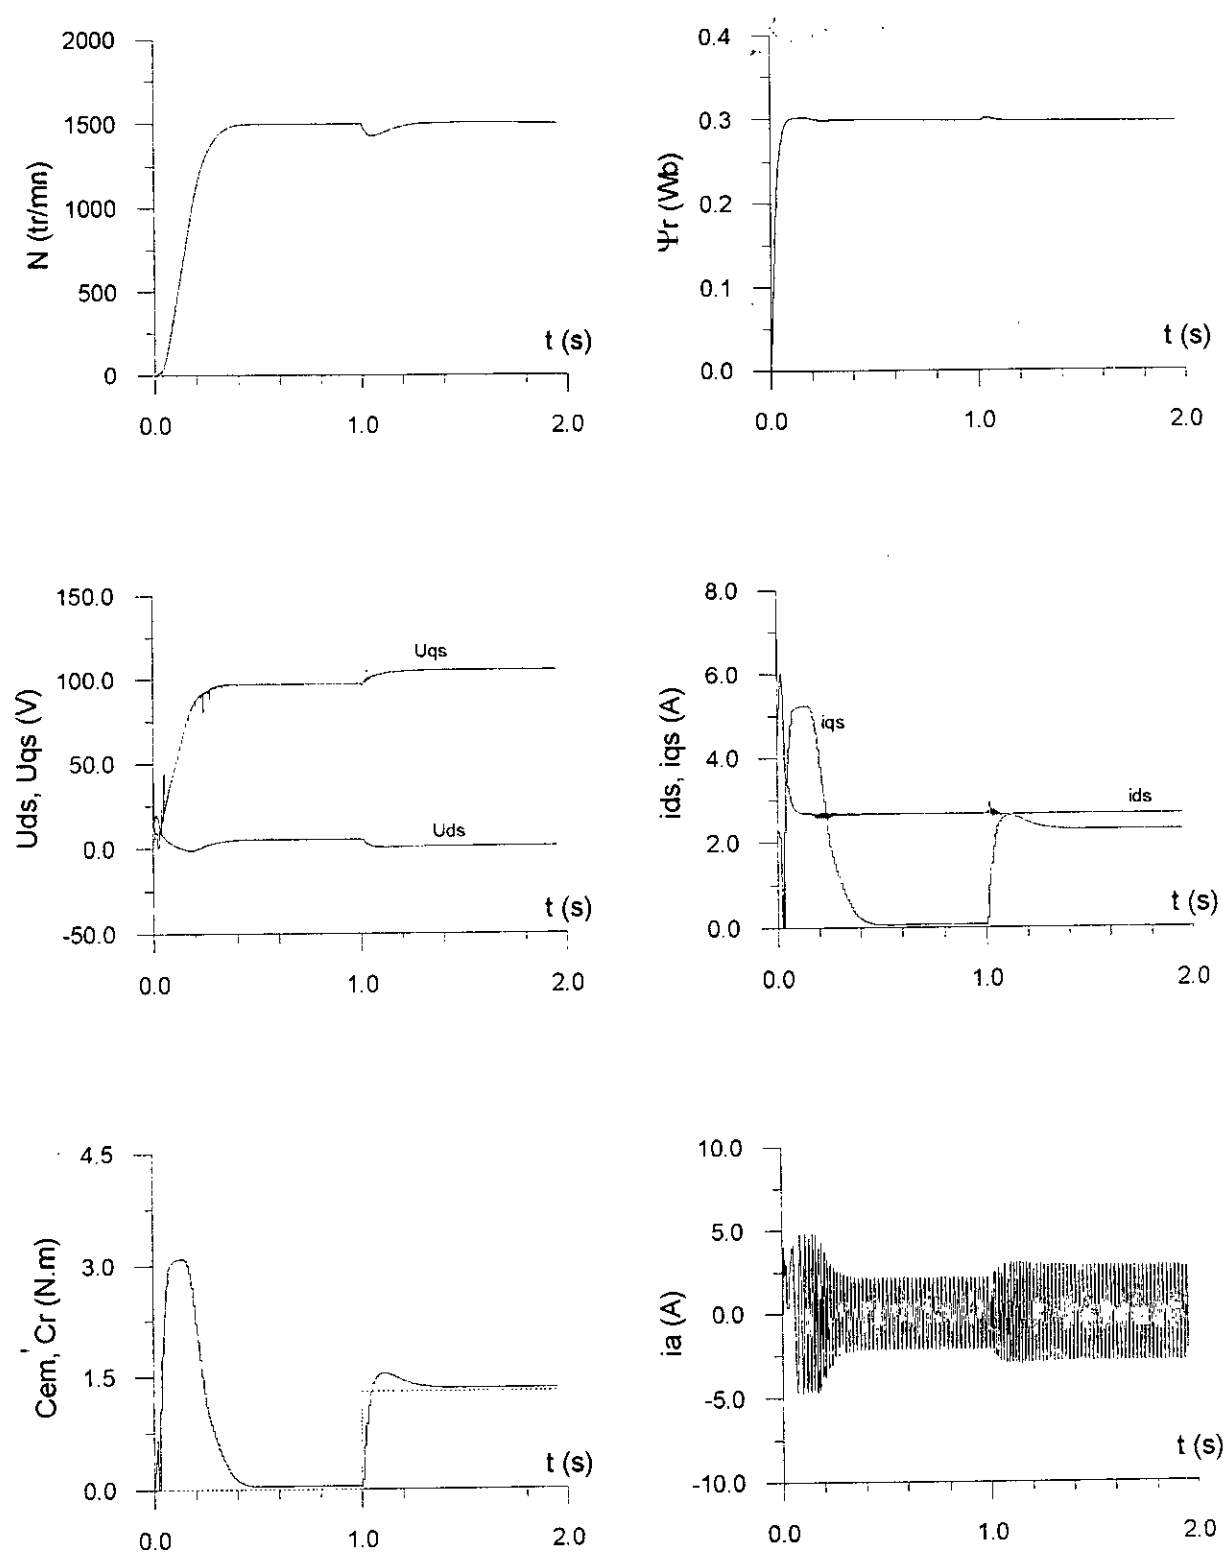 2000
1500
1000
500
0
N (tr/mn)
t (s)
0.0
1.0
2.0
0.4
0.3
0.2
0.1
0.0
Ψr (Wb)
t (s)
0.0
1.0
2.0
150.0
100.0
50.0
0.0
-50.0
Uds, Uqs (V)
Uqs
Uds
t (s)
0.0
1.0
2.0
8.0
6.0
4.0
2.0
0.0
ids, iqs (A)
iqs
ids
t (s)
0.0
1.0
2.0
4.5
3.0
1.5
0.0
Cem, Cr (N.m)
t (s)
0.0
1.0
2.0
10.0
5.0
0.0
-5.0
-10.0
ia (A)
t (s)
0.0
1.0
2.0